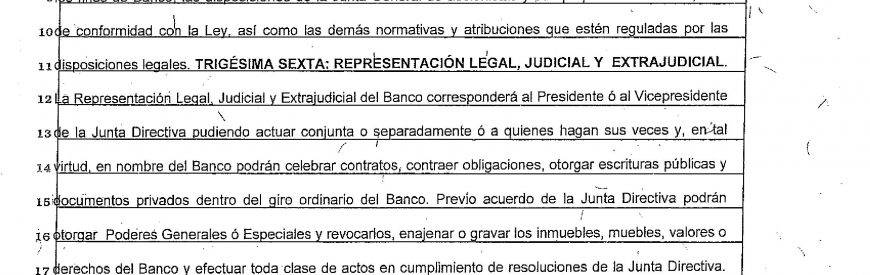 10 de conformidad con la Ley, así como las demás normativas y atribuciones que estén reguladas por las
11 disposiciones legales. TRIGÉSIMA SEXTA: REPRESENTACIÓN LEGAL, JUDICIAL Y EXTRAJUDICIAL.
12 La Representación Legal, Judicial y Extrajudicial del Banco corresponderá al Presidente ó al Vicepresidente
13 de la Junta Directiva pudiendo actuar conjunta o separadamente ó a quienes hagan sus veces y, en tal
14 virtud, en nombre del Banco podrán celebrar contratos, contraer obligaciones, otorgar escrituras públicas y
15 documentos privados dentro del giro ordinario del Banco. Previo acuerdo de la Junta Directiva podrán
16 otorgar Poderes Generales ó Especiales y revocarlos, enajenar o gravar los inmuebles, muebles, valores o
17 derechos del Banco y efectuar toda clase de actos en cumplimiento de resoluciones de la Junta Directiva.